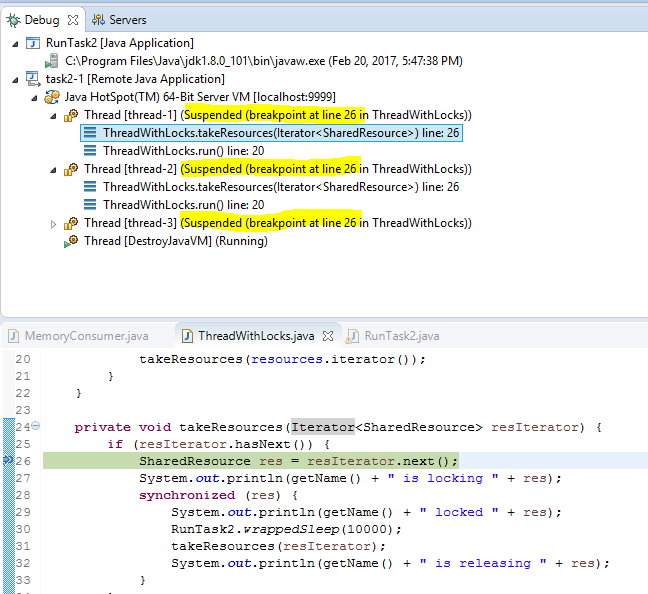 Debug Servers
RunTask2 [Java Application]
C:\Program Files\Java\jdk1.8.0_101\bin\javaw.exe (Feb 20, 2017, 5:47:38 PM)
task2-1 [Remote Java Application]
Java HotSpot(TM) 64-Bit Server VM [localhost:9999]
Thread [thread-1] (Suspended (breakpoint at line 26 in ThreadWithLocks))
ThreadWithLocks.takeResources(Iterator<SharedResource>) line: 26
ThreadWithLocks.run() line: 20
Thread [thread-2] (Suspended (breakpoint at line 26 in ThreadWithLocks))
ThreadWithLocks.takeResources(Iterator<SharedResource>) line: 26
ThreadWithLocks.run() line: 20
Thread [thread-3] (Suspended (breakpoint at line 26 in ThreadWithLocks))
Thread [DestroyJavaVM] (Running)
MemoryConsumer.java ThreadWithLocks.java RunTask2.java
20 takeResources(resources.iterator());
21 }
22 }
23
24 private void takeResources(Iterator<SharedResource> resIterator) {
25 if (resIterator.hasNext()) {
26 SharedResource res = resIterator.next();
27 System.out.println(getName() + " is locking " + res);
28 synchronized (res) {
29 System.out.println(getName() + " locked " + res);
30 RunTask2.wrappedSleep(10000);
31 takeResources(resIterator);
32 System.out.println(getName() + " is releasing " + res);
33 }